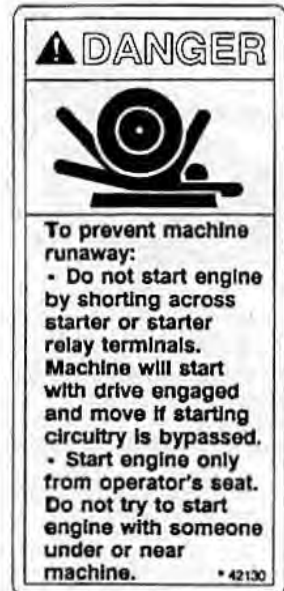 DANGER
To prevent machine
runaway:
- Do not start engine
by shorting across
starter or starter
relay terminals.
Machine will start
with drive engaged
and move if starting
circuitry is bypassed.
- Start engine only
from operator's seat.
Do not try to start
engine with someone
under or near
machine. * 42130